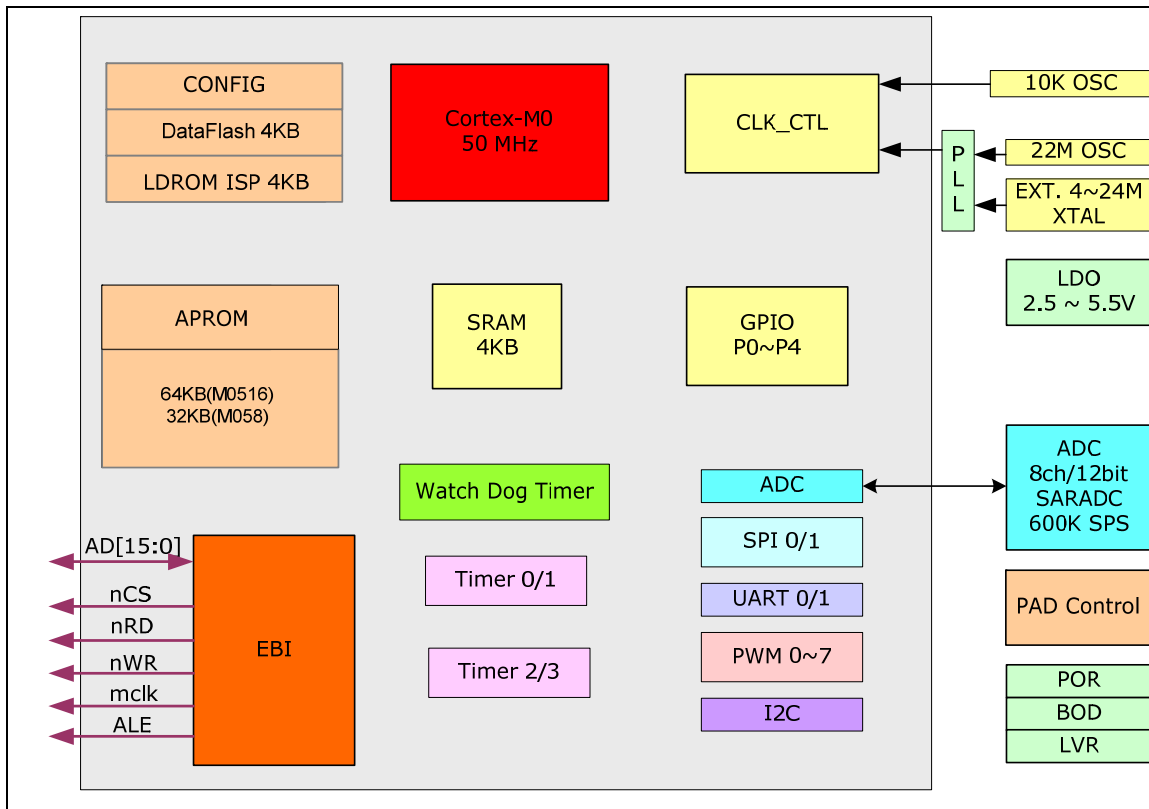 CONFIG
DataFlash 4KB
LDROM ISP 4KB
Cortex-M0
50 MHz
CLK_CTL
10K OSC
P
L
L
22M OSC
EXT. 4~24M
XTAL
LDO
2.5 ~ 5.5V
APROM
64KB(M0516)
32KB(M058)
SRAM
4KB
GPIO
P0~P4
Watch Dog Timer
Timer 0/1
Timer 2/3
ADC
SPI 0/1
UART 0/1
PWM 0~7
I2C
ADC
8ch/12bit
SARADC
600K SPS
PAD Control
POR
BOD
LVR
AD[15:0]
nCS
nRD
nWR
mclk
ALE
EBI